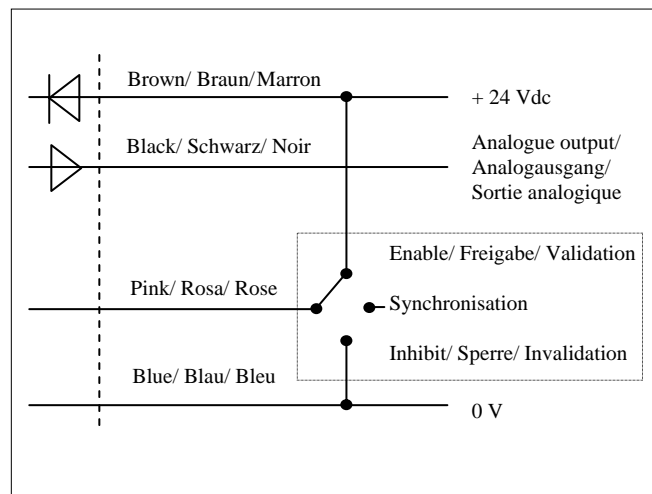 Brown/ Braun/Marron
+ 24 Vdc
Black/ Schwarz/ Noir
Analogue output/
Analogausgang/
Sortie analogique
Enable/ Freigabe/ Validation
Pink/ Rosa/ Rose
Synchronisation
Inhibit/ Sperre/ Invalidation
Blue/ Blau/ Bleu
0 V